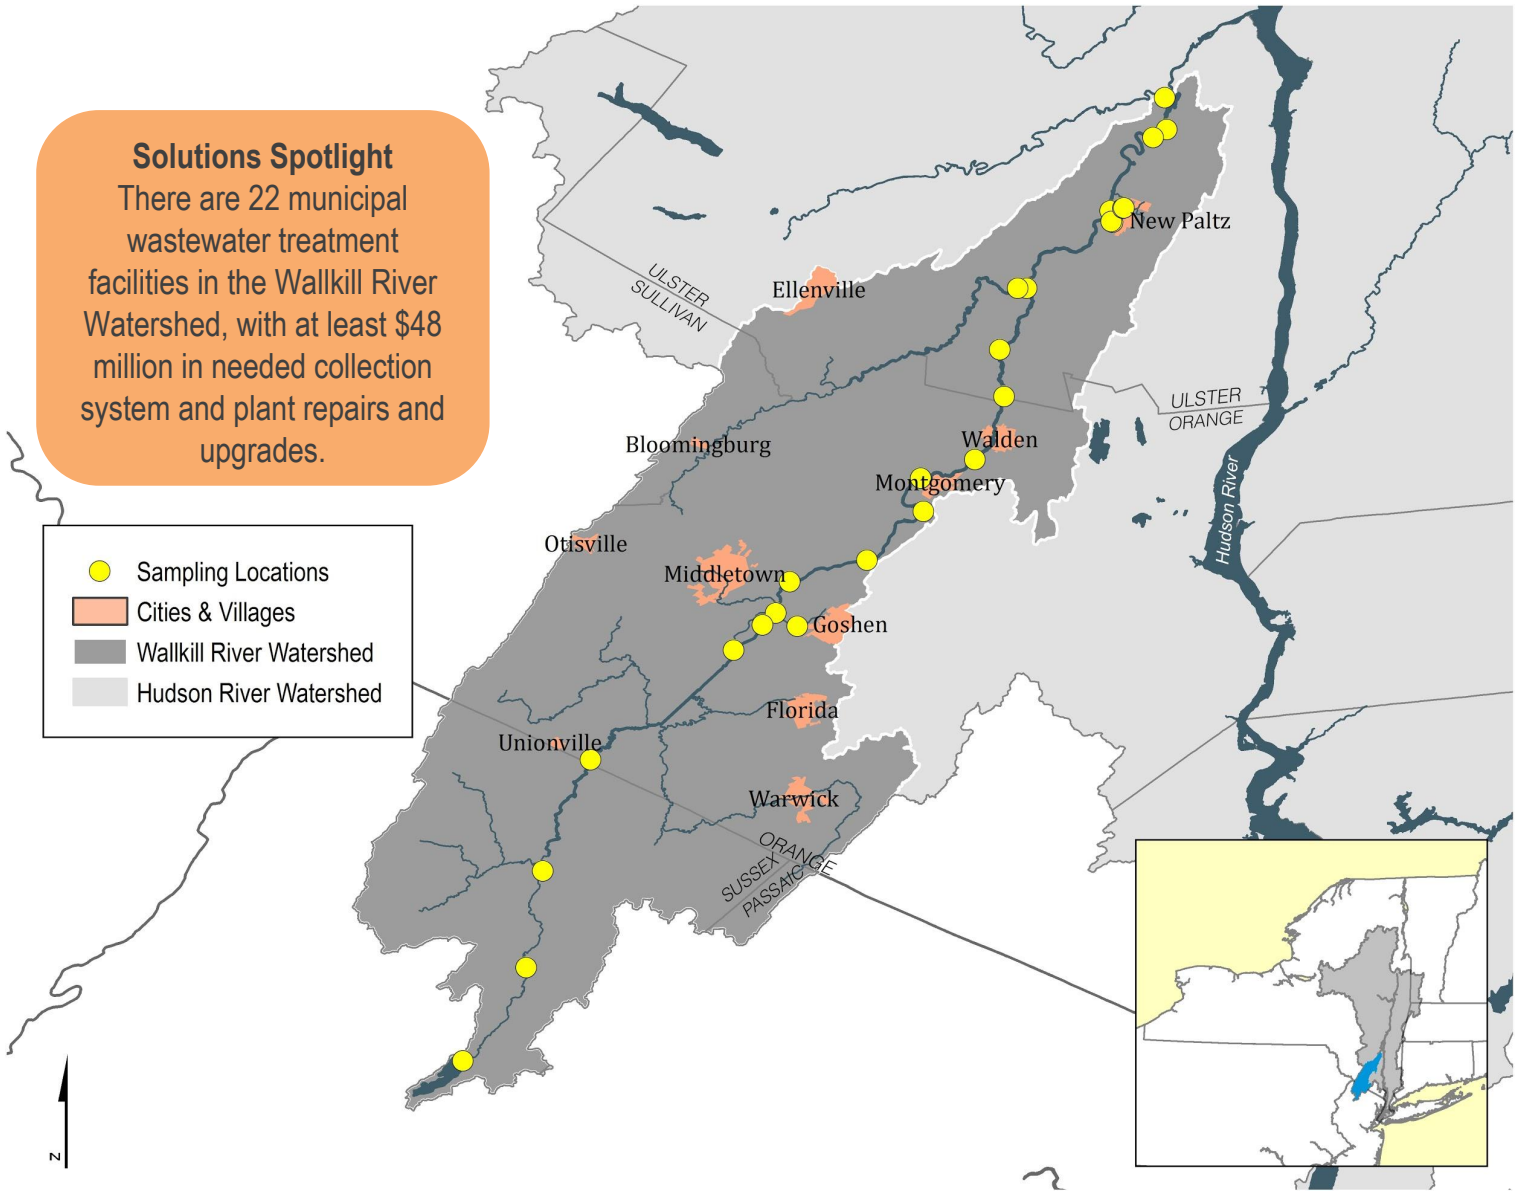 Solutions Spotlight
There are 22 municipal
wastewater treatment
facilities in the Wallkill River
Watershed, with at least $48
million in needed collection
system and plant repairs and
upgrades.
New Paltz
ULSTER
SULLIVAN
Ellenville
ULSTER
ORANGE
Walden
Bloomingburg
Montgomery
Hudson River
Otisville
Middletown
Goshen
Florida
Unionville
Warwick
ORANGE
SUSSEX
PASSAIC
Sampling Locations
Cities & Villages
Wallkill River Watershed
Hudson River Watershed
N